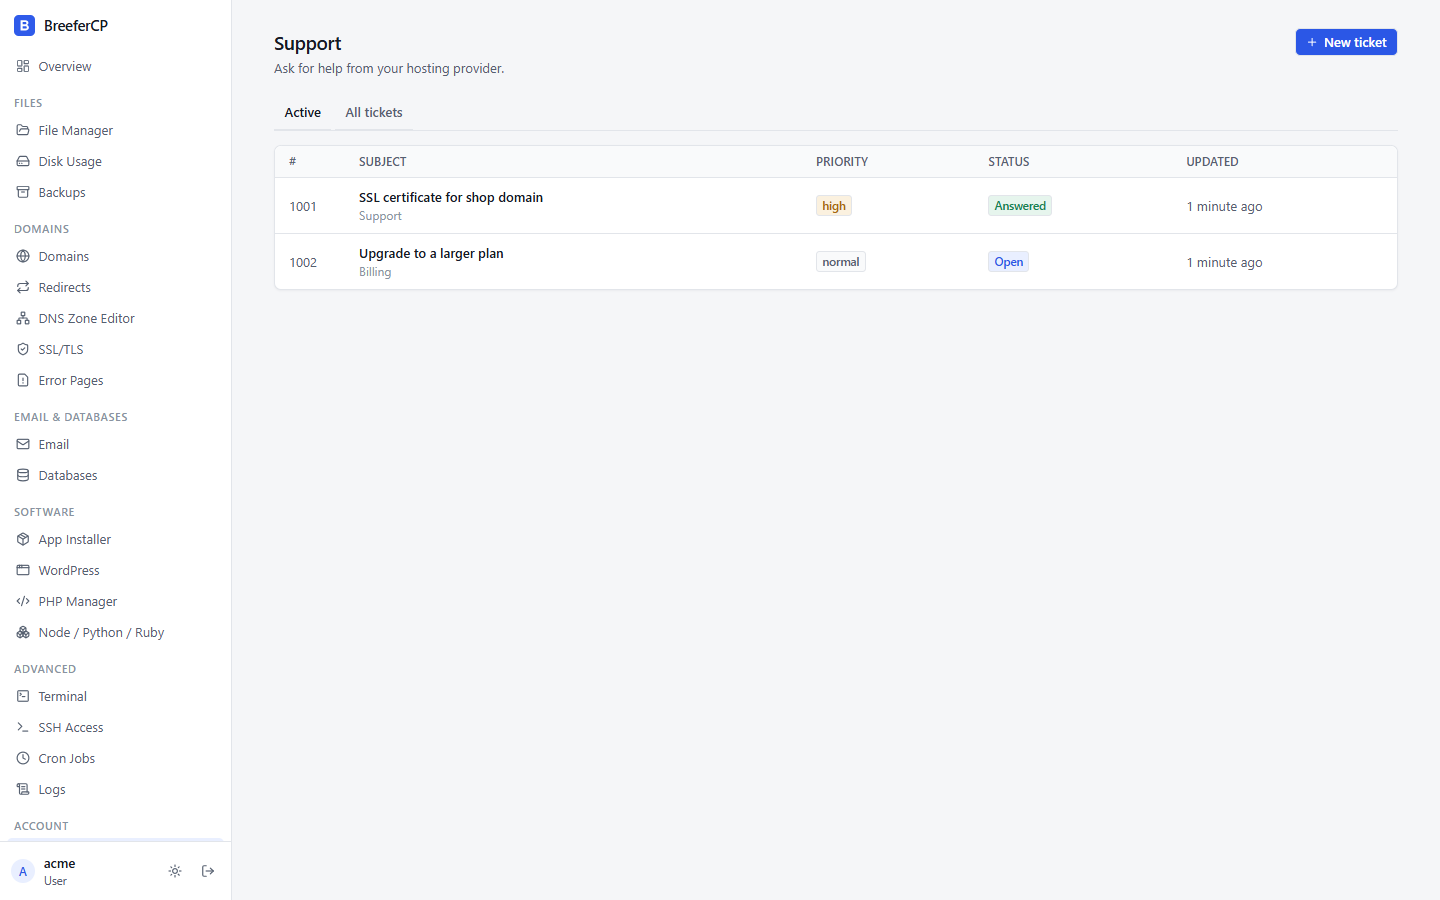 B BreeferCP
Overview
FILES
File Manager
Disk Usage
Backups
DOMAINS
Domains
Redirects
DNS Zone Editor
SSL/TLS
Error Pages
EMAIL & DATABASES
Email
Databases
SOFTWARE
App Installer
WordPress
PHP Manager
Node / Python / Ruby
ADVANCED
Terminal
SSH Access
Cron Jobs
Logs
ACCOUNT
A acme
User
Support
Ask for help from your hosting provider.
+ New ticket
Active All tickets
# SUBJECT PRIORITY STATUS UPDATED
1001 SSL certificate for shop domain high Answered 1 minute ago
Support
1002 Upgrade to a larger plan normal Open 1 minute ago
Billing